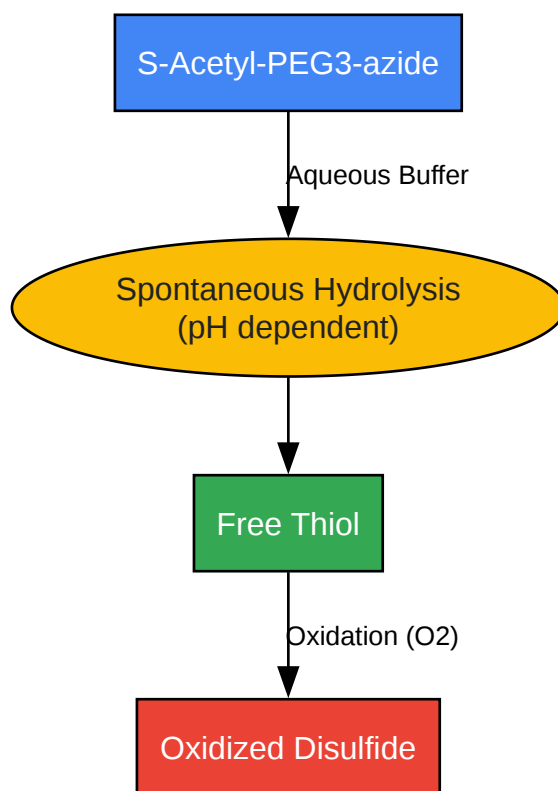 S-Acetyl-PEG3-azide
Aqueous Buffer
Spontaneous Hydrolysis
(pH dependent)
Free Thiol
Oxidation (O2)
Oxidized Disulfide